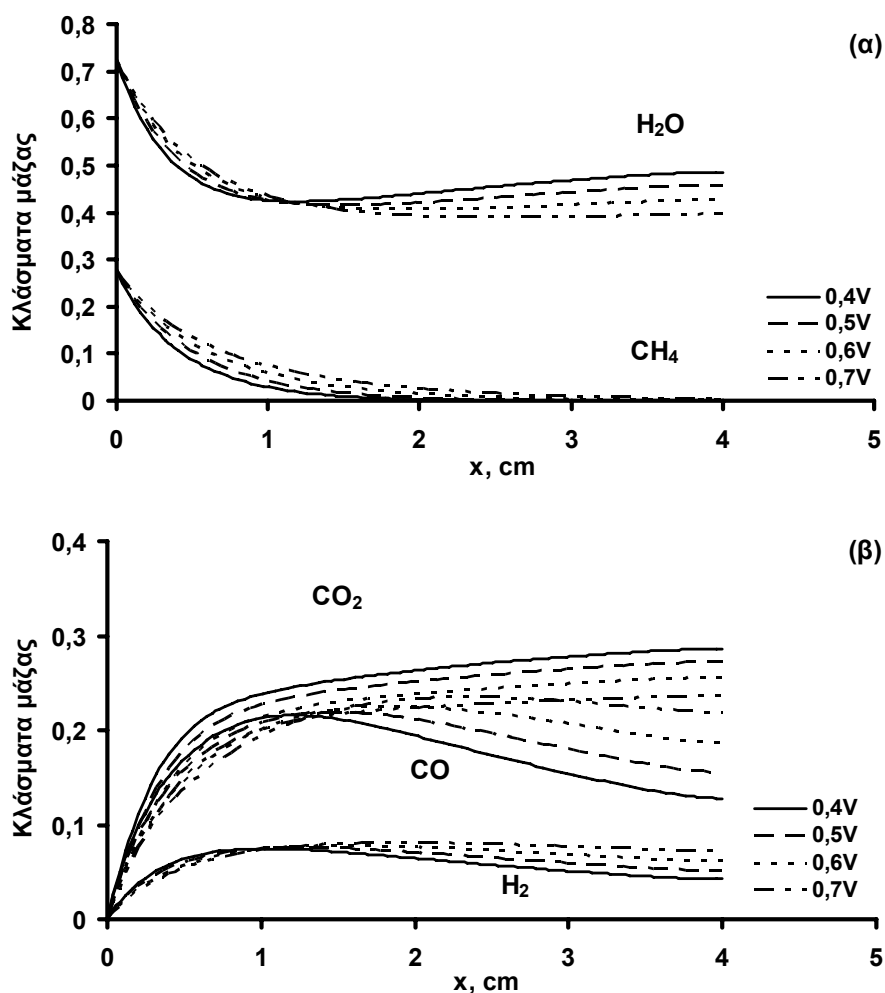 (α)
Κλάσματα μάζας
0,8
0,7
0,6
0,5
0,4
0,3
0,2
0,1
0
H₂O
CH₄
0,4V
0,5V
0,6V
0,7V
0 1 2 3 4 5
x, cm
(β)
Κλάσματα μάζας
0,4
0,3
0,2
0,1
0
CO₂
CO
H₂
0,4V
0,5V
0,6V
0,7V
0 1 2 3 4 5
x, cm